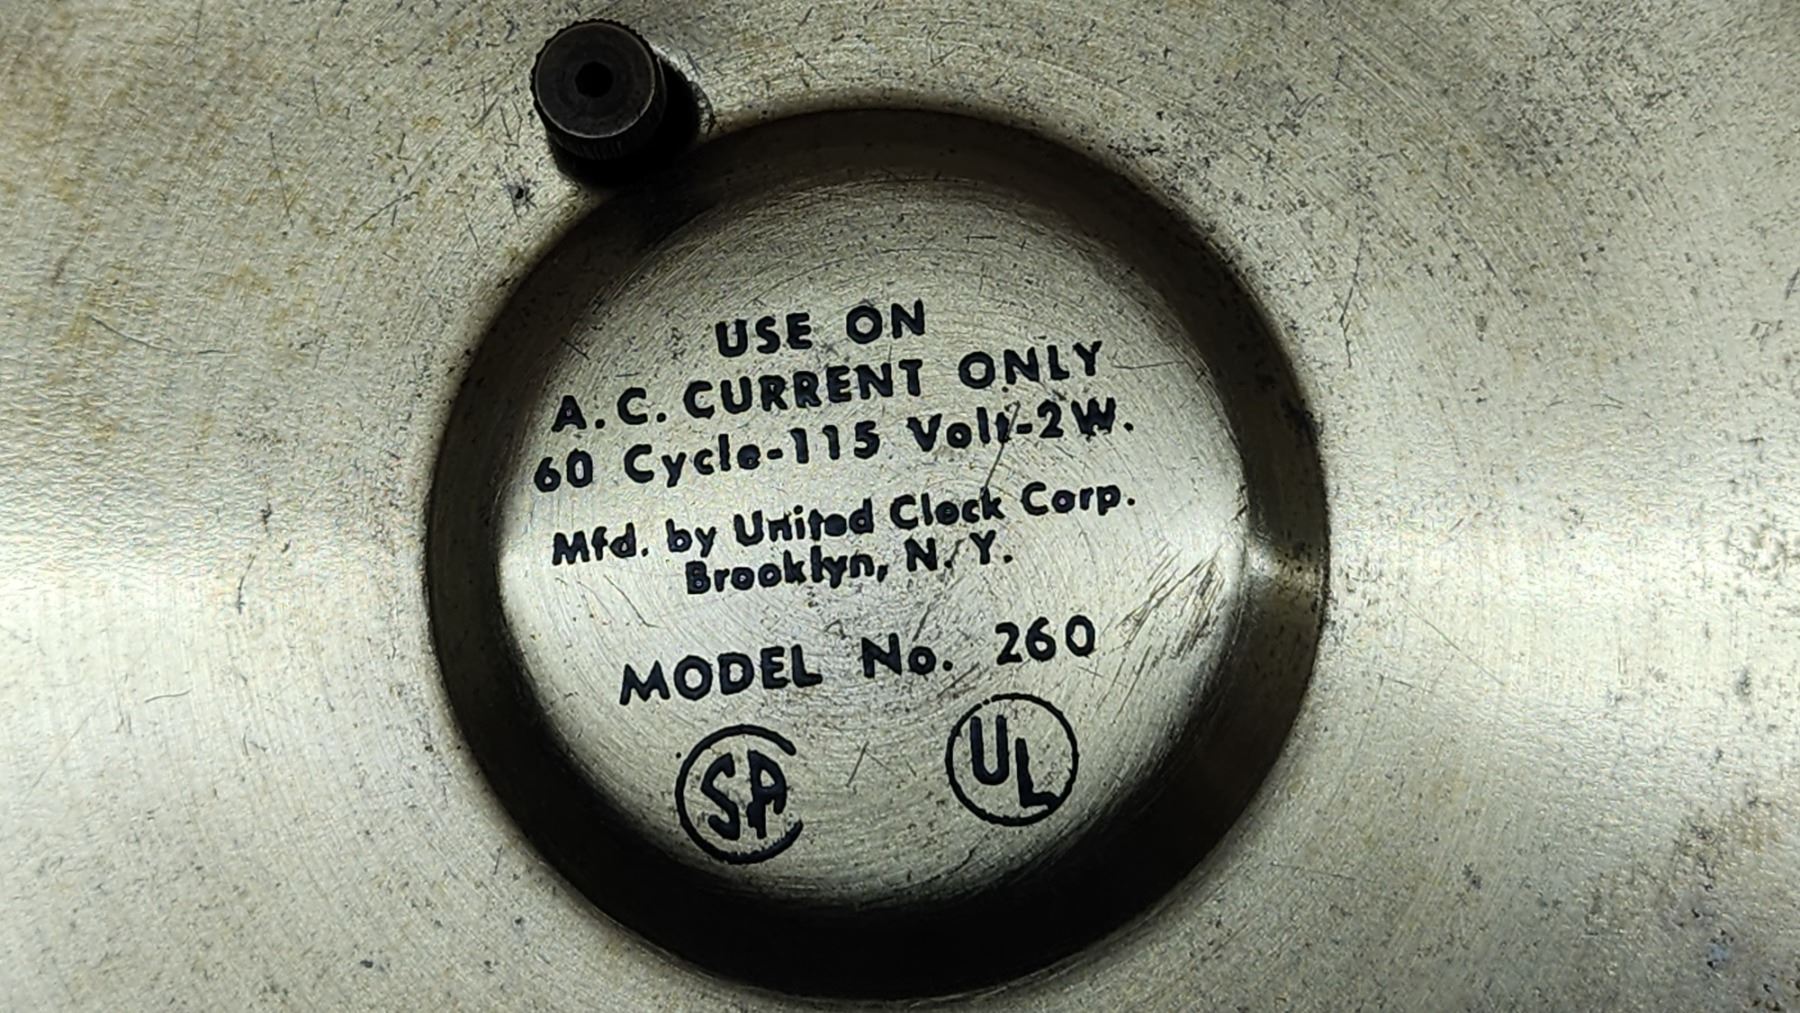 USE ON
A.C. CURRENT ONLY
60 Cycle-115 Volt-2W.
Mfd. by United Clock Corp.
Brooklyn, N.Y.
MODEL No. 260
SA UL